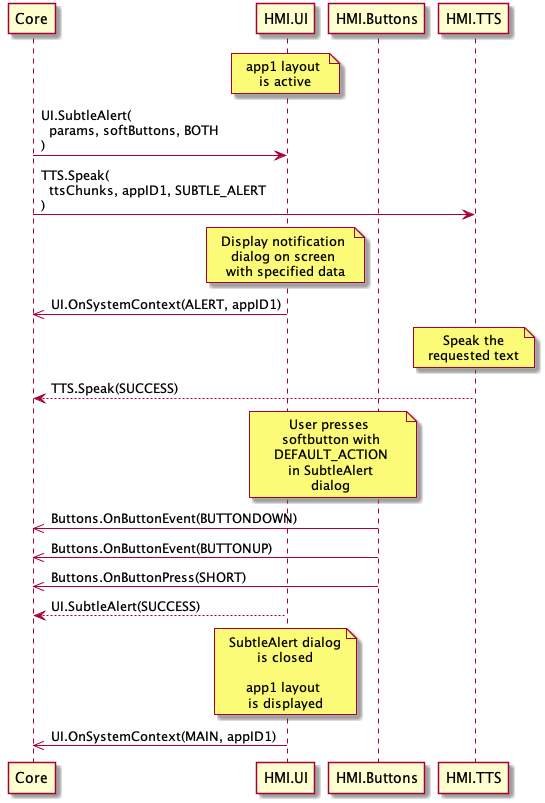 Core HMI.UI HMI.Buttons HMI.TTS
app1 layout
is active
UI.SubtleAlert(
params, softButtons, BOTH
)
TTS.Speak(
ttsChunks, appID1, SUBTLE_ALERT
)
Display notification
dialog on screen
with specified data
UI.OnSystemContext(ALERT, appID1)
Speak the
requested text
TTS.Speak(SUCCESS)
User presses
softbutton with
DEFAULT_ACTION
in SubtleAlert
dialog
Buttons.OnButtonEvent(BUTTONDOWN)
Buttons.OnButtonEvent(BUTTONUP)
Buttons.OnButtonPress(SHORT)
UI.SubtleAlert(SUCCESS)
SubtleAlert dialog
is closed
app1 layout
is displayed
UI.OnSystemContext(MAIN, appID1)
Core HMI.UI HMI.Buttons HMI.TTS